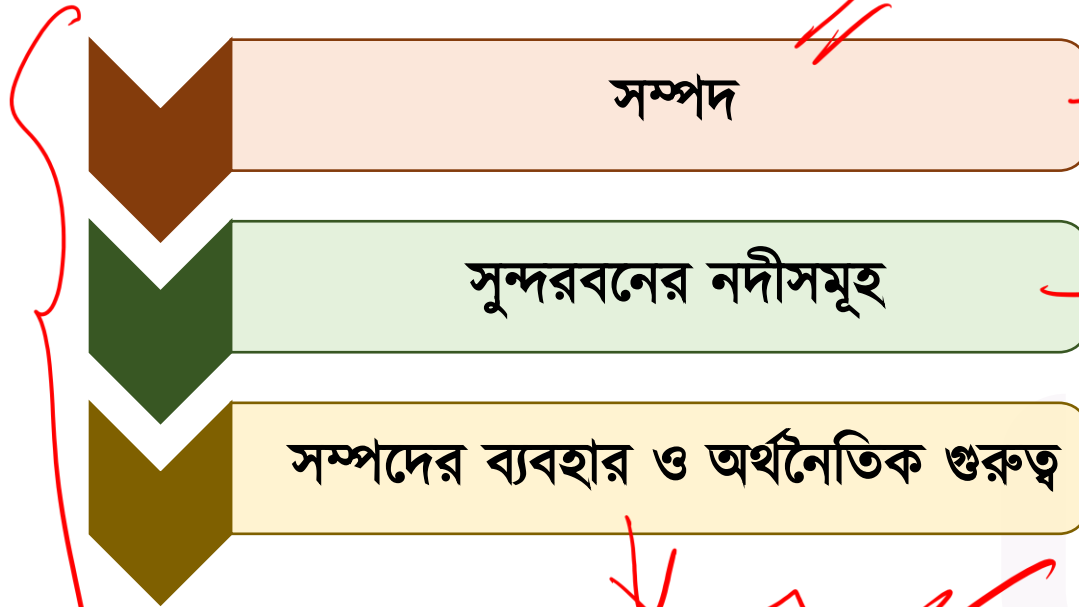 সম্পদ
সুন্দরবনের নদীসমূহ
সম্পদের ব্যবহার ও অর্থনৈতিক গুরুত্ব